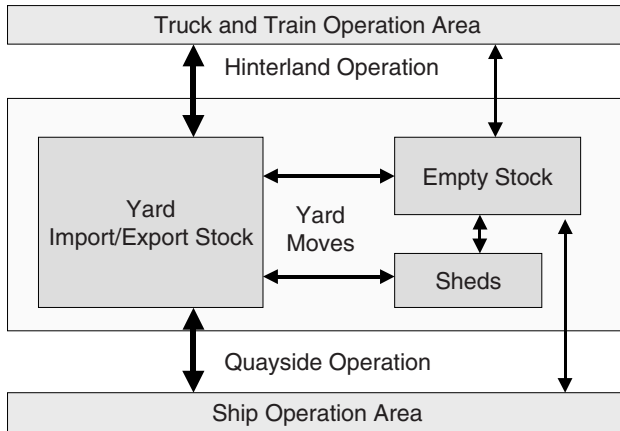 Truck and Train Operation Area
Hinterland Operation
Yard
Import/Export Stock
Yard
Moves
Empty Stock
Sheds
Quayside Operation
Ship Operation Area